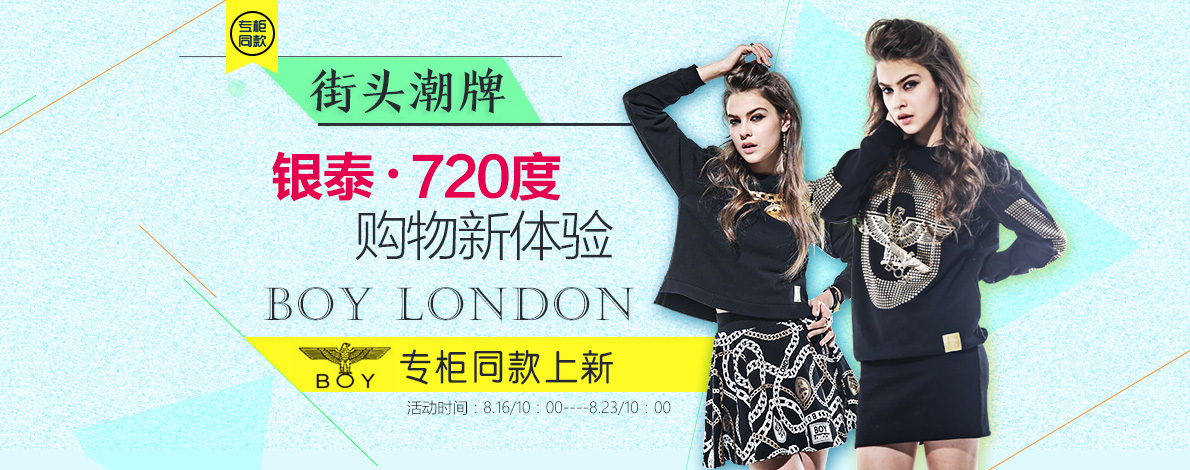 专柜
同款
街头潮牌
银泰·720度
购物新体验
BOY LONDON
BOY
专柜同款上新
活动时间：8.16/10：00----8.23/10：00
BOY
LONDON